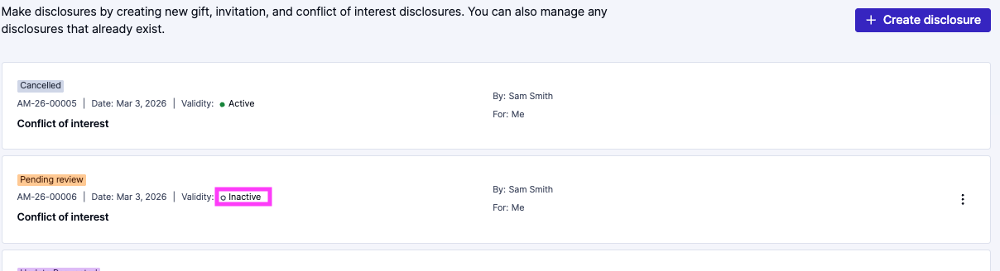 Make disclosures by creating new gift, invitation, and conflict of interest disclosures. You can also manage any
disclosures that already exist.
+ Create disclosure
Cancelled
AM-26-00005 | Date: Mar 3, 2026 | Validity: Active
Conflict of interest
By: Sam Smith
For: Me
Pending review
AM-26-00006 | Date: Mar 3, 2026 | Validity: Inactive
Conflict of interest
By: Sam Smith
For: Me